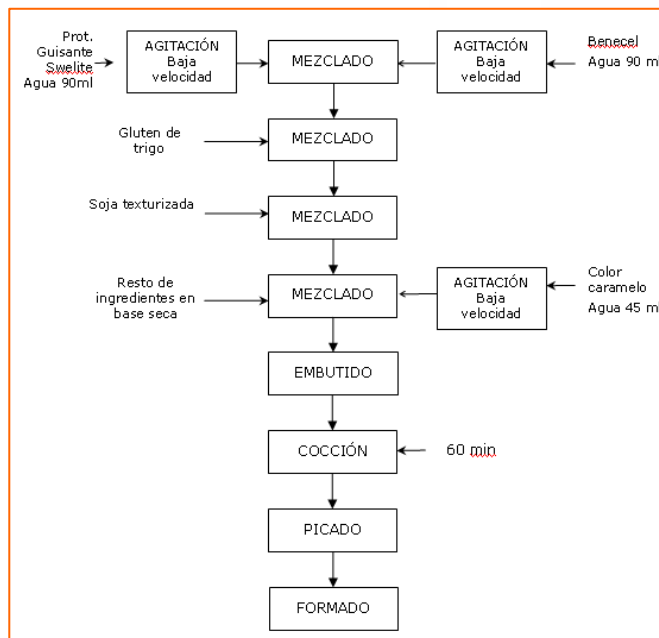 Prot.
Guisante
Swelite
Agua 90ml
AGITACIÓN
Baja
velocidad
MEZCLADO
AGITACIÓN
Baja
velocidad
Benecel
Agua 90 ml
Gluten de
trigo
MEZCLADO
Soja texturizada
MEZCLADO
Resto de
ingredientes en
base seca
MEZCLADO
AGITACIÓN
Baja
velocidad
Color
caramelo
Agua 45 ml
EMBUTIDO
COCCIÓN
60 min
PICADO
FORMADO